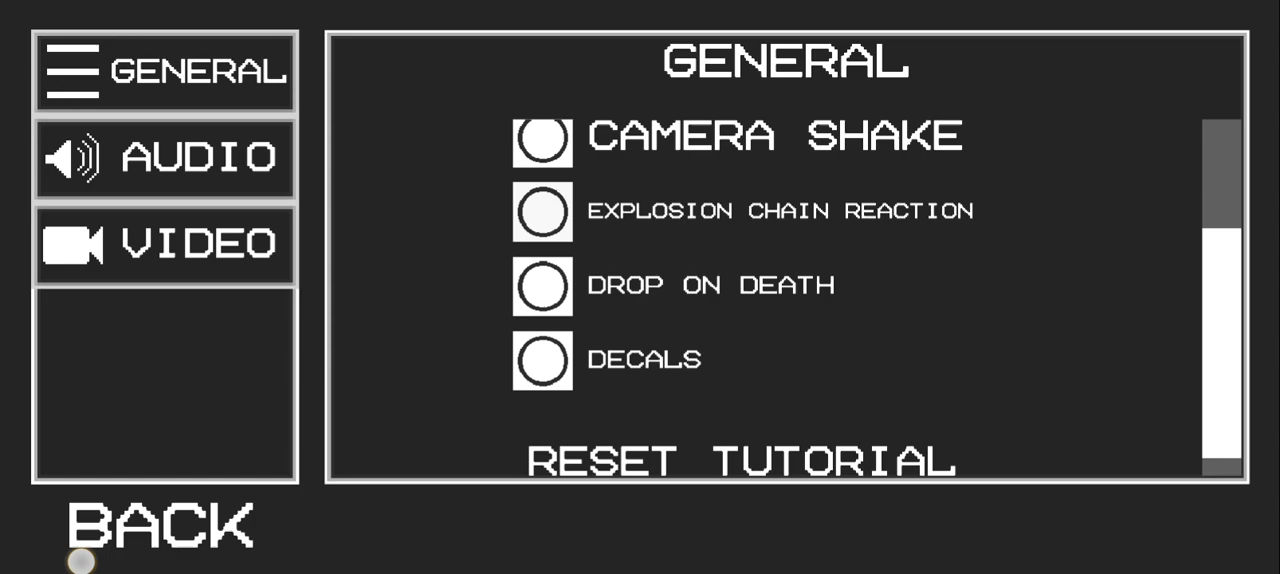 GENERAL
AUDIO
VIDEO
GENERAL
CAMERA SHAKE
EXPLOSION CHAIN REACTION
DROP ON DEATH
DECALS
RESET TUTORIAL
BACK